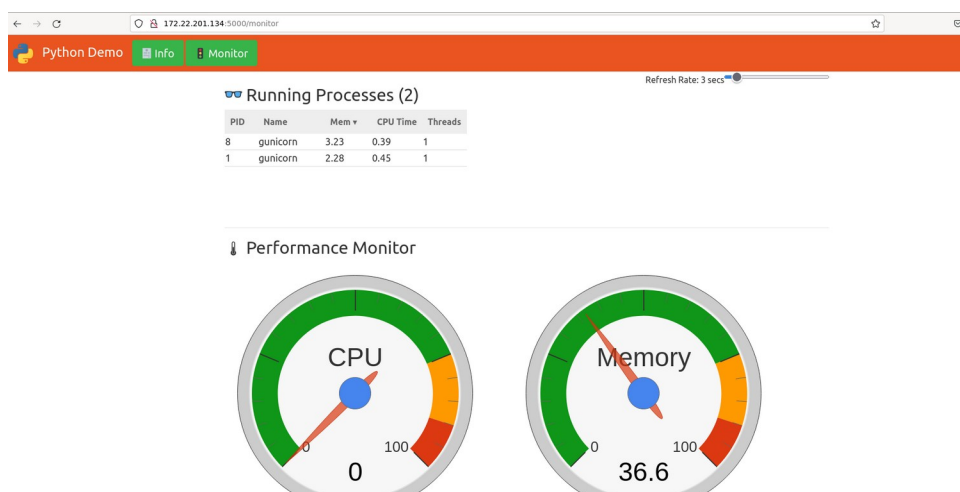 172.22.201.134:5000/monitor
Python Demo Info Monitor
Refresh Rate: 3 secs
Running Processes (2)
PID Name Mem ▾ CPU Time Threads
8 gunicorn 3.23 0.39 1
1 gunicorn 2.28 0.45 1
Performance Monitor
CPU
0 100
0
Memory
0 100
36.6